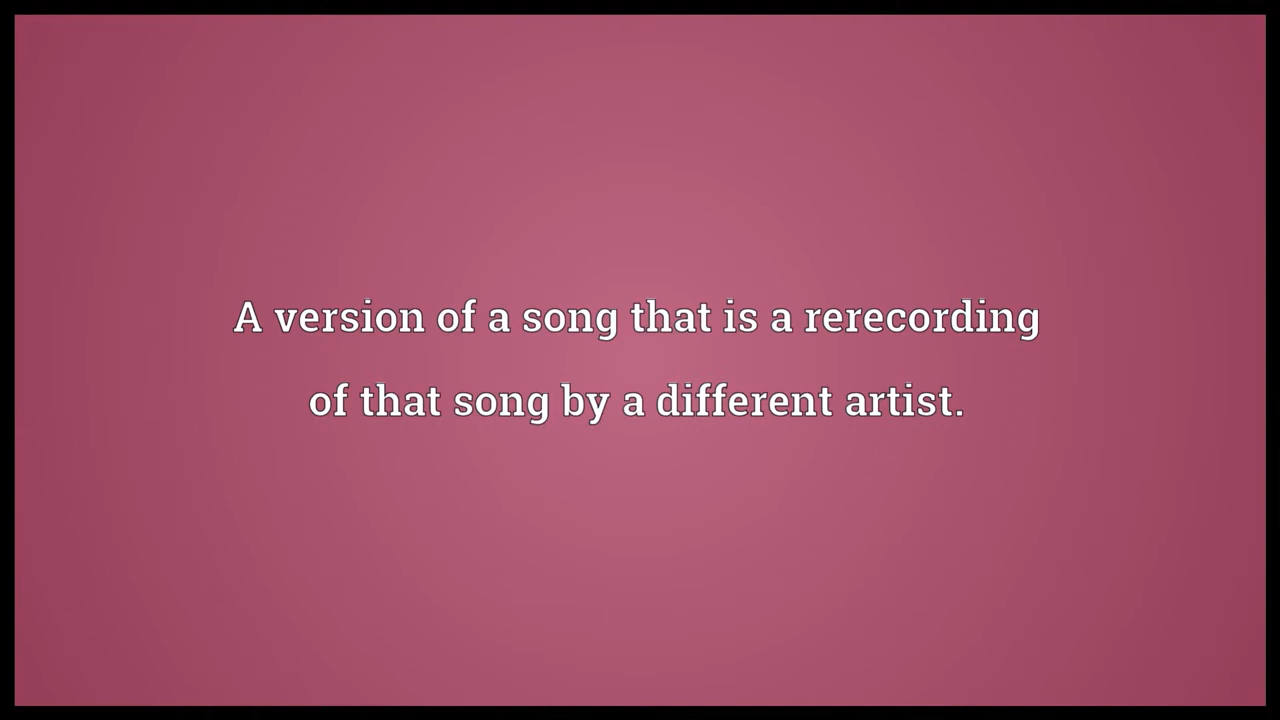 A version of a song that is a rerecording
of that song by a different artist.